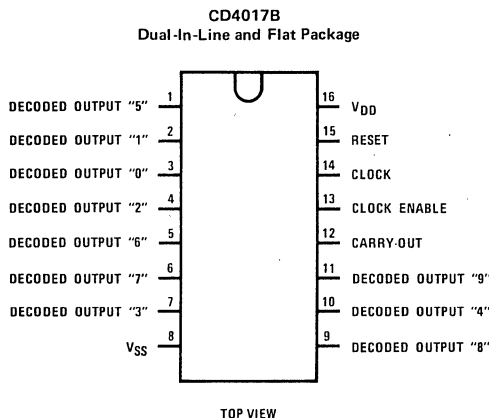 CD4017B
Dual-In-Line and Flat Package
DECODED OUTPUT "5" 1
DECODED OUTPUT "1" 2
DECODED OUTPUT "0" 3
DECODED OUTPUT "2" 4
DECODED OUTPUT "6" 5
DECODED OUTPUT "7" 6
DECODED OUTPUT "3" 7
VSS 8
16 VDD
15 RESET
14 CLOCK
13 CLOCK ENABLE
12 CARRY-OUT
11 DECODED OUTPUT "9"
10 DECODED OUTPUT "4"
9 DECODED OUTPUT "8"
TOP VIEW